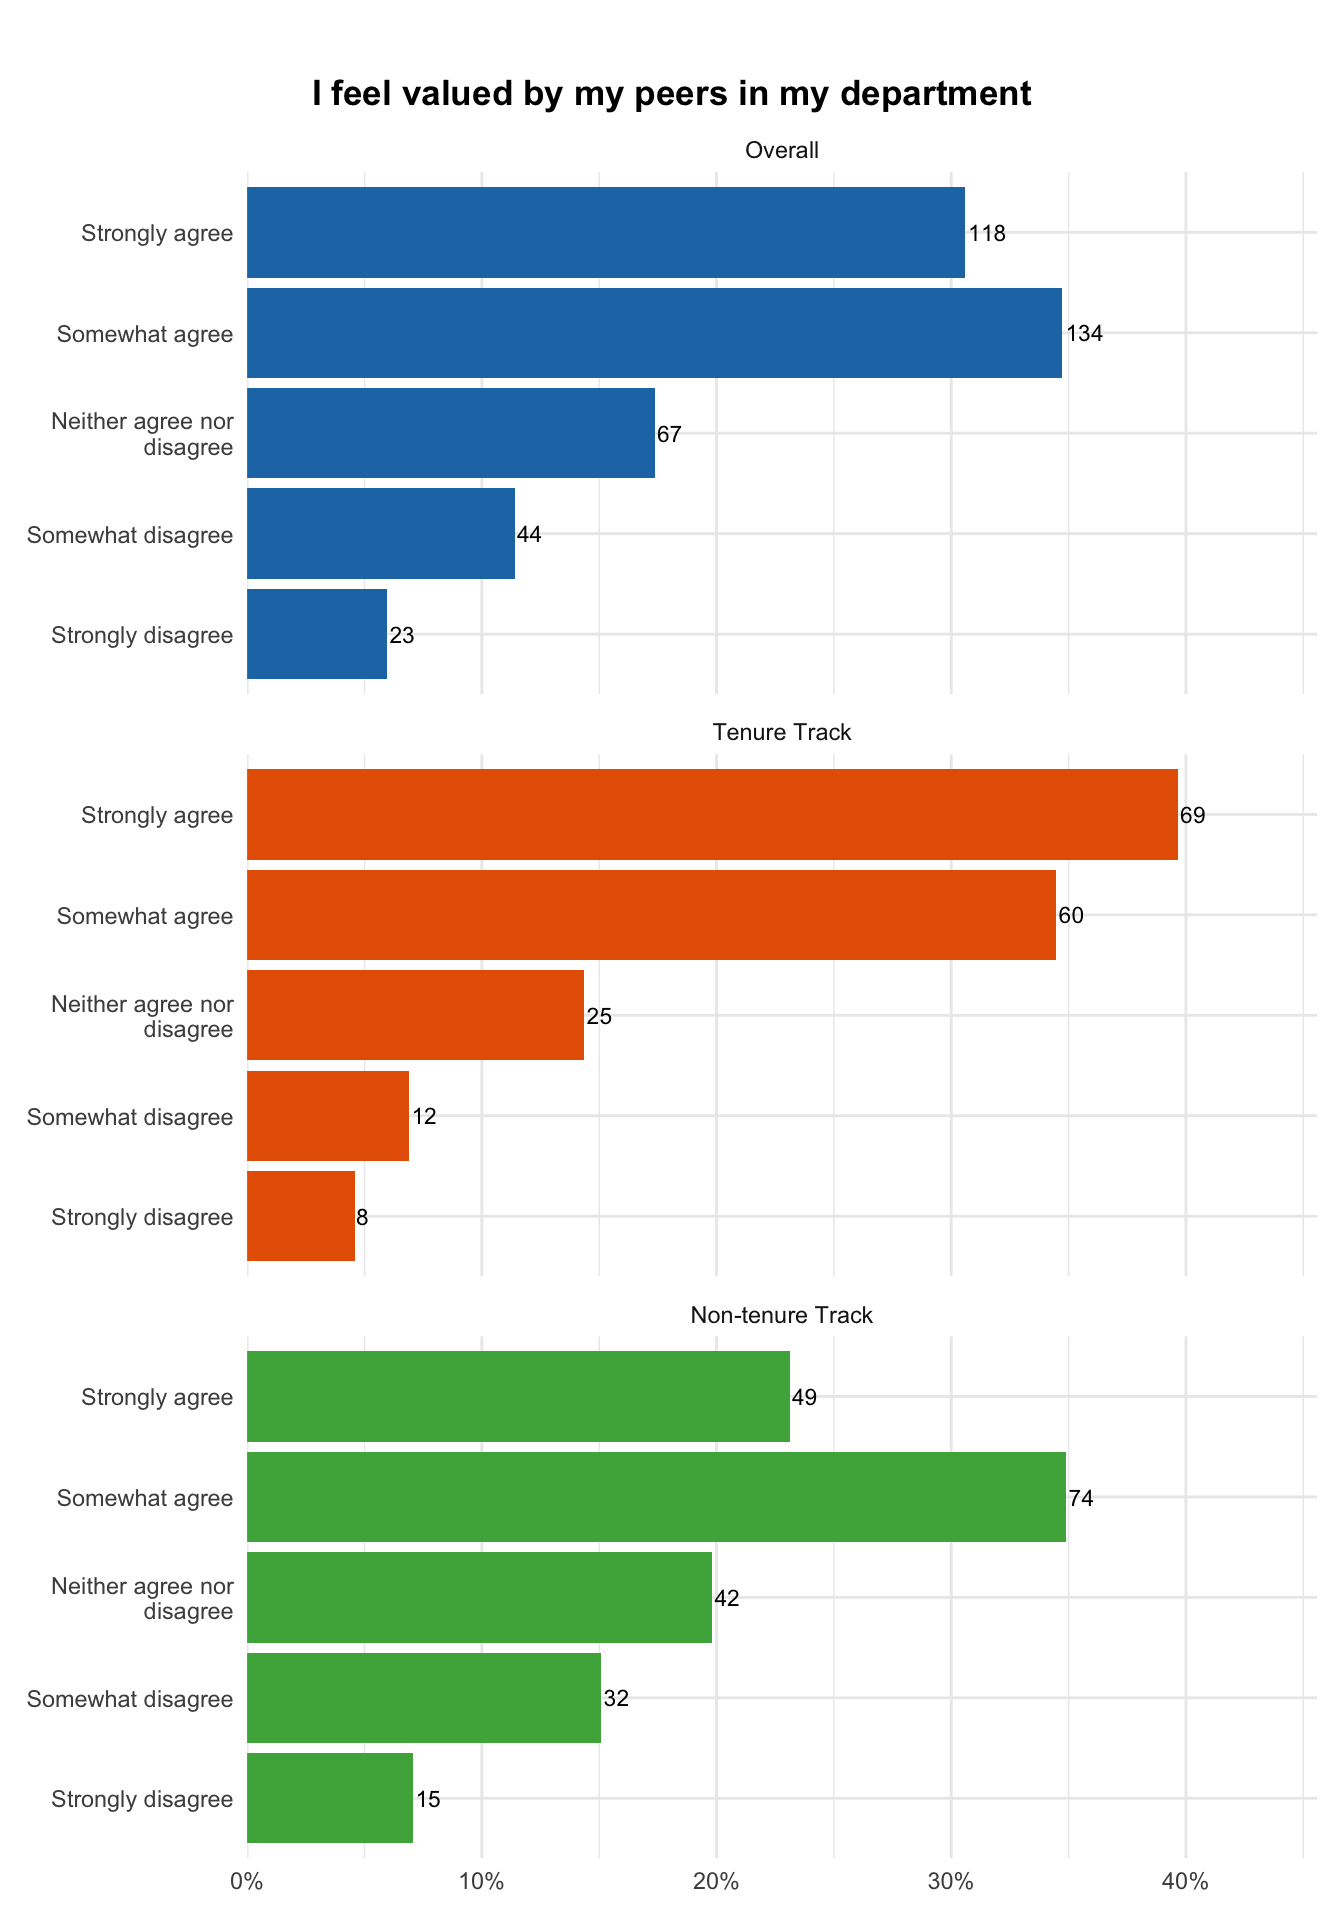 I feel valued by my peers in my department
Overall
Strongly agree
118
Somewhat agree
134
Neither agree nor
disagree
67
Somewhat disagree
44
Strongly disagree
23
Tenure Track
Strongly agree
69
Somewhat agree
60
Neither agree nor
disagree
25
Somewhat disagree
12
Strongly disagree
8
Non-tenure Track
Strongly agree
49
Somewhat agree
74
Neither agree nor
disagree
42
Somewhat disagree
32
Strongly disagree
15
0% 10% 20% 30% 40%